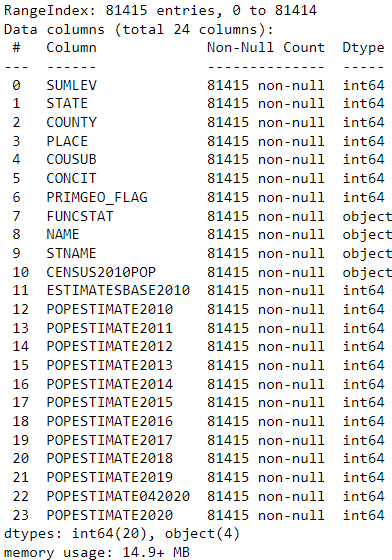 RangeIndex: 81415 entries, 0 to 81414
Data columns (total 24 columns):
 #   Column             Non-Null Count  Dtype
---  ------             --------------  -----
 0   SUMLEV             81415 non-null  int64
 1   STATE              81415 non-null  int64
 2   COUNTY             81415 non-null  int64
 3   PLACE              81415 non-null  int64
 4   COUSUB             81415 non-null  int64
 5   CONCIT             81415 non-null  int64
 6   PRIMGEO_FLAG       81415 non-null  int64
 7   FUNCSTAT           81415 non-null  object
 8   NAME               81415 non-null  object
 9   STNAME             81415 non-null  object
 10  CENSUS2010POP      81415 non-null  object
 11  ESTIMATESBASE2010  81415 non-null  int64
 12  POPESTIMATE2010    81415 non-null  int64
 13  POPESTIMATE2011    81415 non-null  int64
 14  POPESTIMATE2012    81415 non-null  int64
 15  POPESTIMATE2013    81415 non-null  int64
 16  POPESTIMATE2014    81415 non-null  int64
 17  POPESTIMATE2015    81415 non-null  int64
 18  POPESTIMATE2016    81415 non-null  int64
 19  POPESTIMATE2017    81415 non-null  int64
 20  POPESTIMATE2018    81415 non-null  int64
 21  POPESTIMATE2019    81415 non-null  int64
 22  POPESTIMATE042020  81415 non-null  int64
 23  POPESTIMATE2020    81415 non-null  int64
dtypes: int64(20), object(4)
memory usage: 14.9+ MB